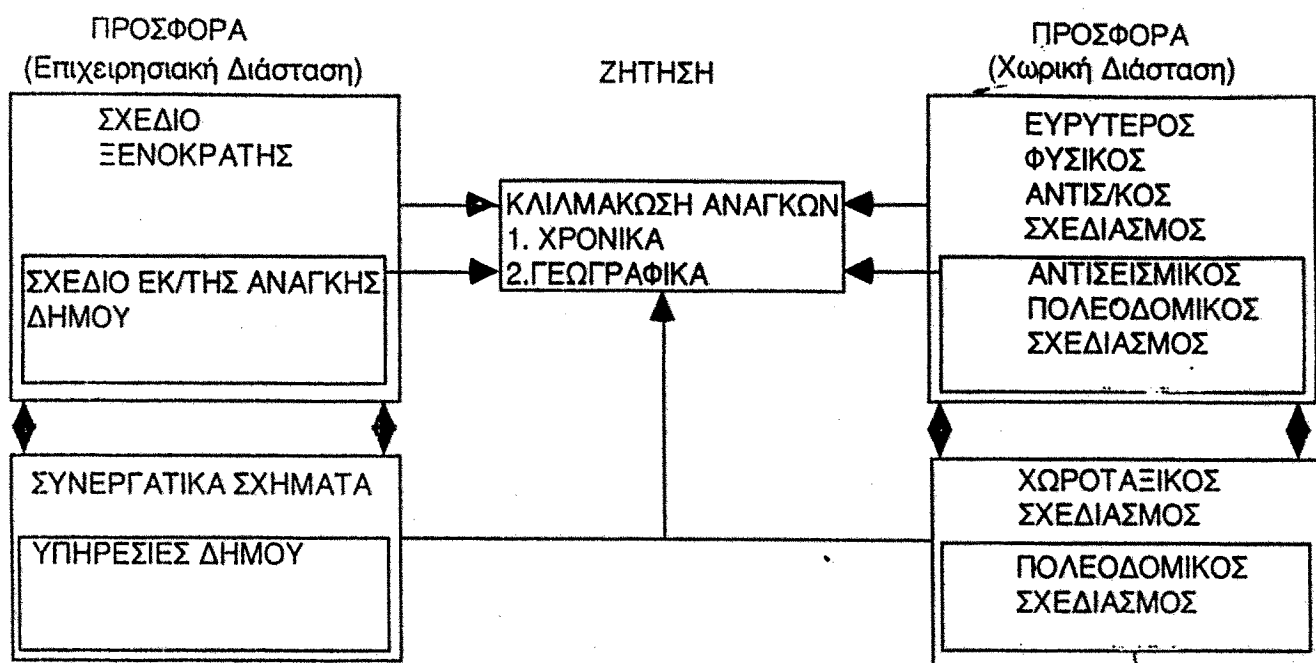 ΠΡΟΣΦΟΡΑ
(Επιχειρησιακή Διάσταση)
ΣΧΕΔΙΟ
ΞΕΝΟΚΡΑΤΗΣ
ΣΧΕΔΙΟ ΕΚ/ΤΗΣ ΑΝΑΓΚΗΣ
ΔΗΜΟΥ
ΣΥΝΕΡΓΑΤΙΚΑ ΣΧΗΜΑΤΑ
ΥΠΗΡΕΣΙΕΣ ΔΗΜΟΥ
ΖΗΤΗΣΗ
ΚΛΙΛΜΑΚΩΣΗ ΑΝΑΓΚΩΝ
1. ΧΡΟΝΙΚΑ
2.ΓΕΩΓΡΑΦΙΚΑ
ΠΡΟΣΦΟΡΑ
(Χωρική Διάσταση)
ΕΥΡΥΤΕΡΟΣ
ΦΥΣΙΚΟΣ
ΑΝΤΙΣ/ΚΟΣ
ΣΧΕΔΙΑΣΜΟΣ
ΑΝΤΙΣΕΙΣΜΙΚΟΣ
ΠΟΛΕΟΔΟΜΙΚΟΣ
ΣΧΕΔΙΑΣΜΟΣ
ΧΩΡΟΤΑΞΙΚΟΣ
ΣΧΕΔΙΑΣΜΟΣ
ΠΟΛΕΟΔΟΜΙΚΟΣ
ΣΧΕΔΙΑΣΜΟΣ